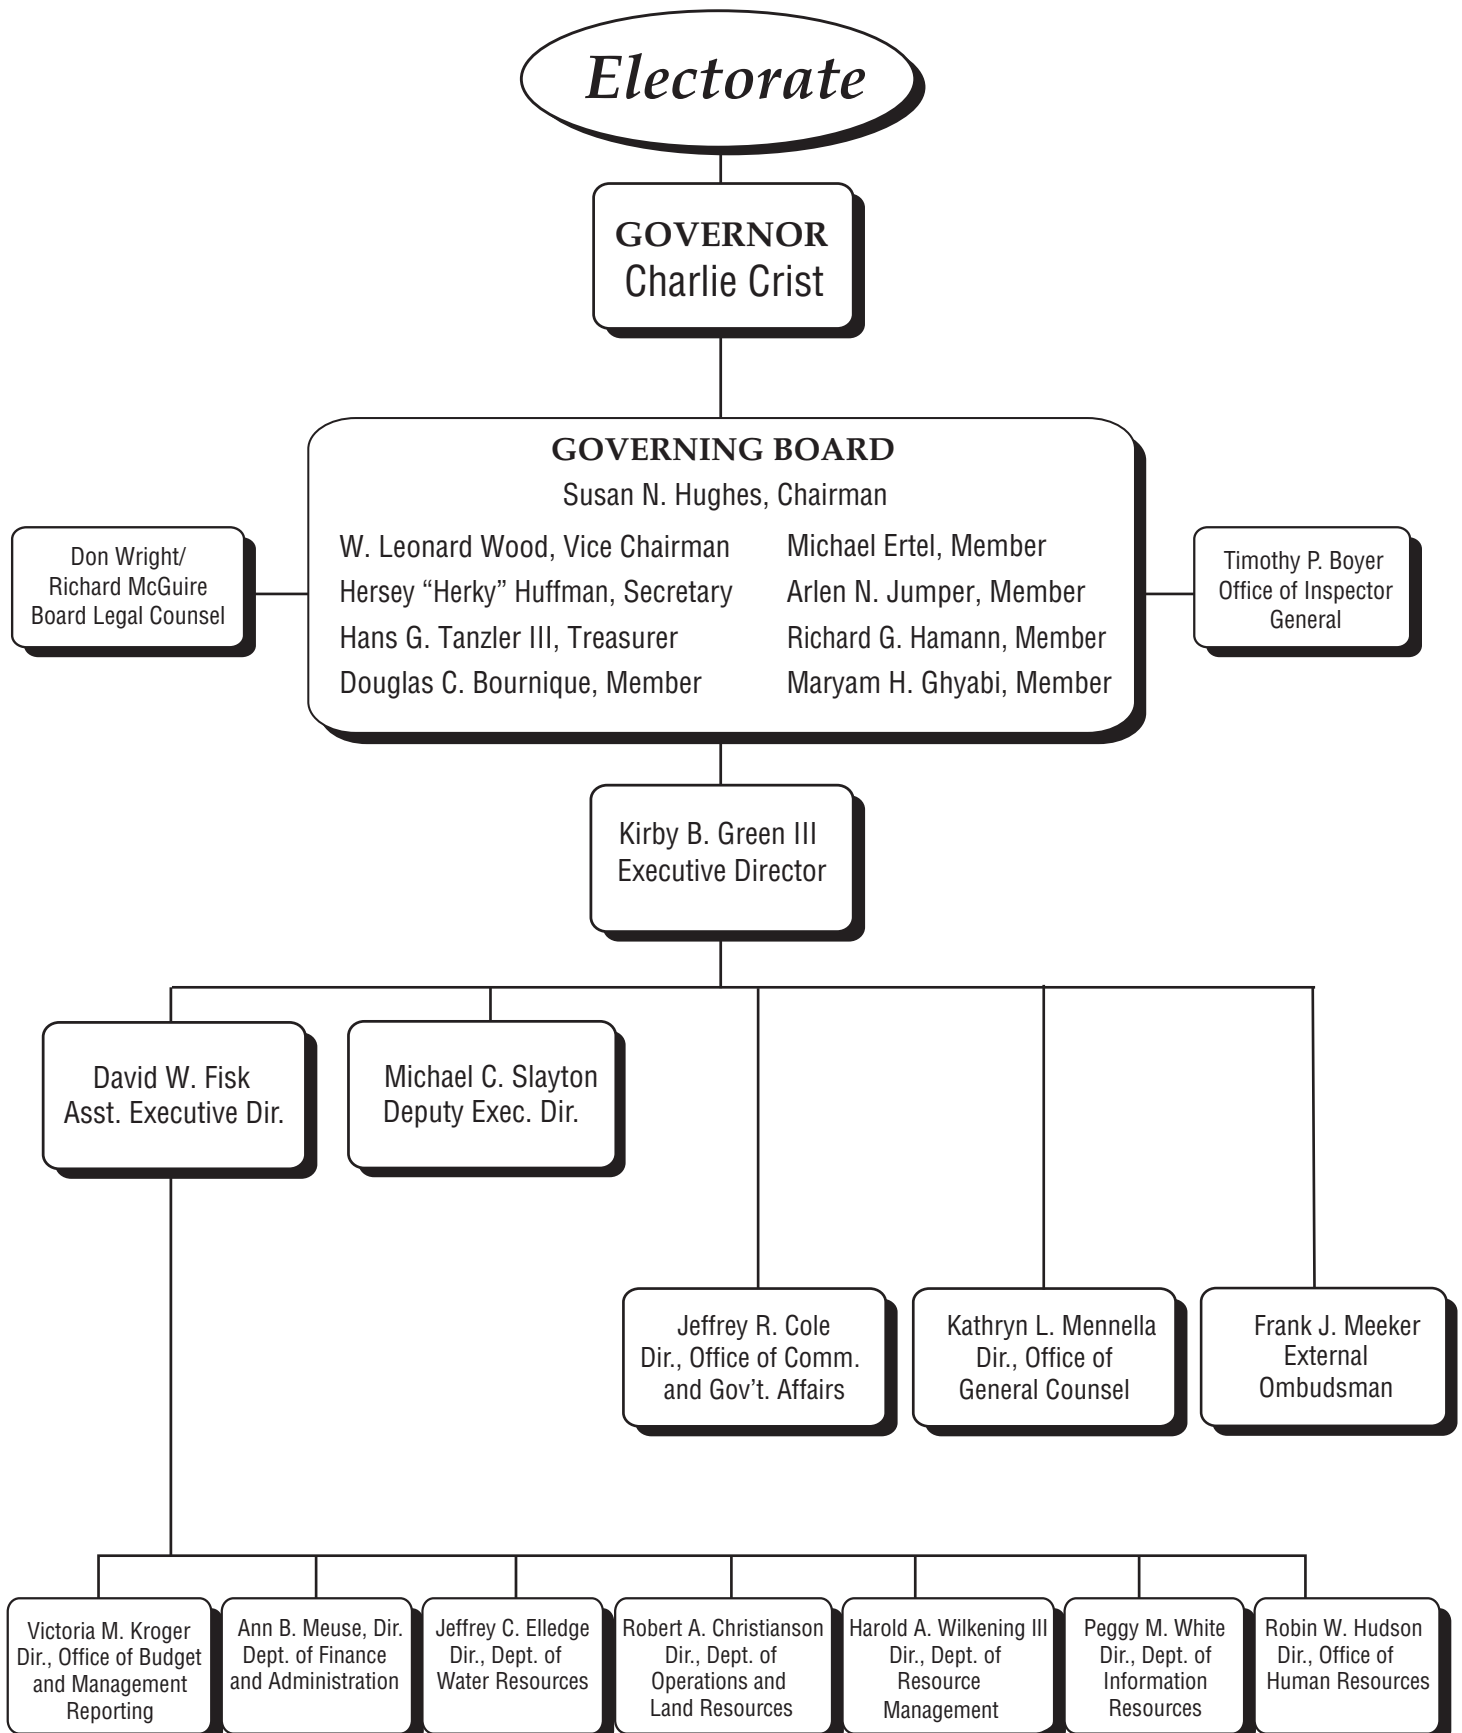 Electorate
GOVERNOR
Charlie Crist
GOVERNING BOARD
Susan N. Hughes, Chairman
W. Leonard Wood, Vice Chairman
Hersey “Herky” Huffman, Secretary
Hans G. Tanzler III, Treasurer
Douglas C. Bournique, Member
Michael Ertel, Member
Arlen N. Jumper, Member
Richard G. Hamann, Member
Maryam H. Ghyabi, Member
Don Wright/
Richard McGuire
Board Legal Counsel
Timothy P. Boyer
Office of Inspector
General
Kirby B. Green III
Executive Director
David W. Fisk
Asst. Executive Dir.
Michael C. Slayton
Deputy Exec. Dir.
Jeffrey R. Cole
Dir., Office of Comm.
and Gov’t. Affairs
Kathryn L. Mennella
Dir., Office of
General Counsel
Frank J. Meeker
External
Ombudsman
Victoria M. Kroger
Dir., Office of Budget
and Management
Reporting
Ann B. Meuse, Dir.
Dept. of Finance
and Administration
Jeffrey C. Elledge
Dir., Dept. of
Water Resources
Robert A. Christianson
Dir., Dept. of
Operations and
Land Resources
Harold A. Wilkening III
Dir., Dept. of
Resource
Management
Peggy M. White
Dir., Dept. of
Information
Resources
Robin W. Hudson
Dir., Office of
Human Resources